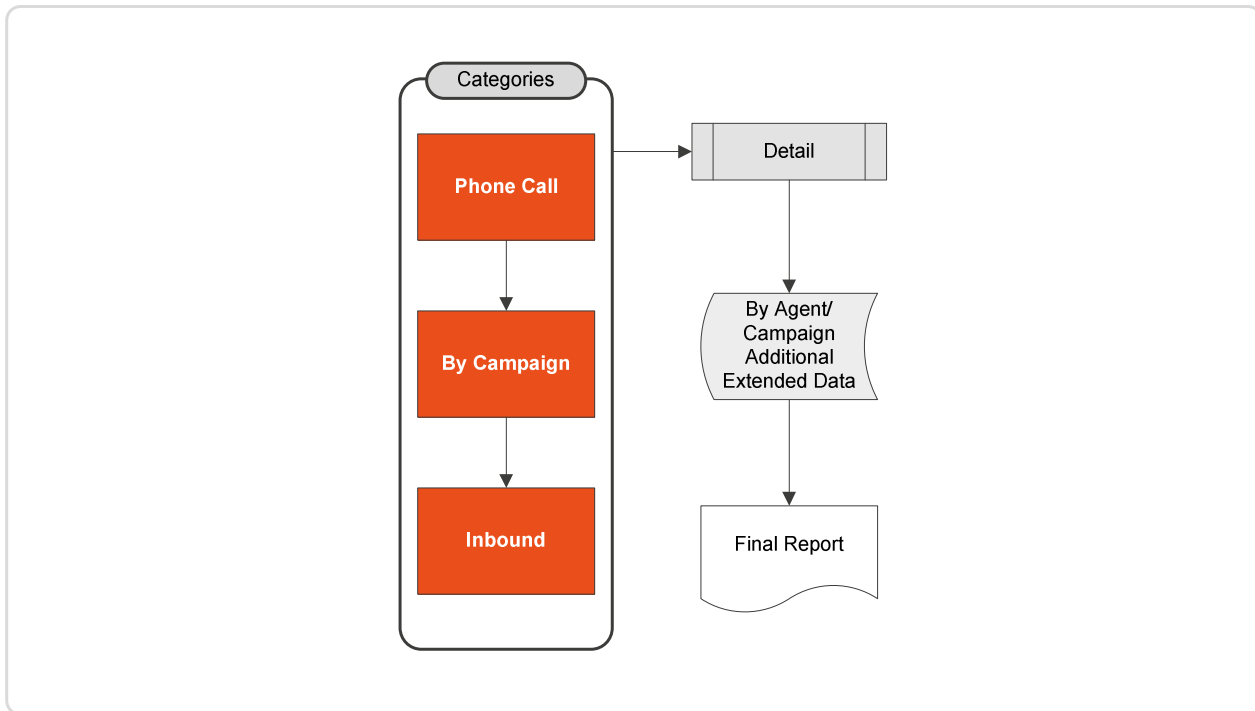 Categories
Phone Call
By Campaign
Inbound
Detail
By Agent/
Campaign
Additional
Extended Data
Final Report